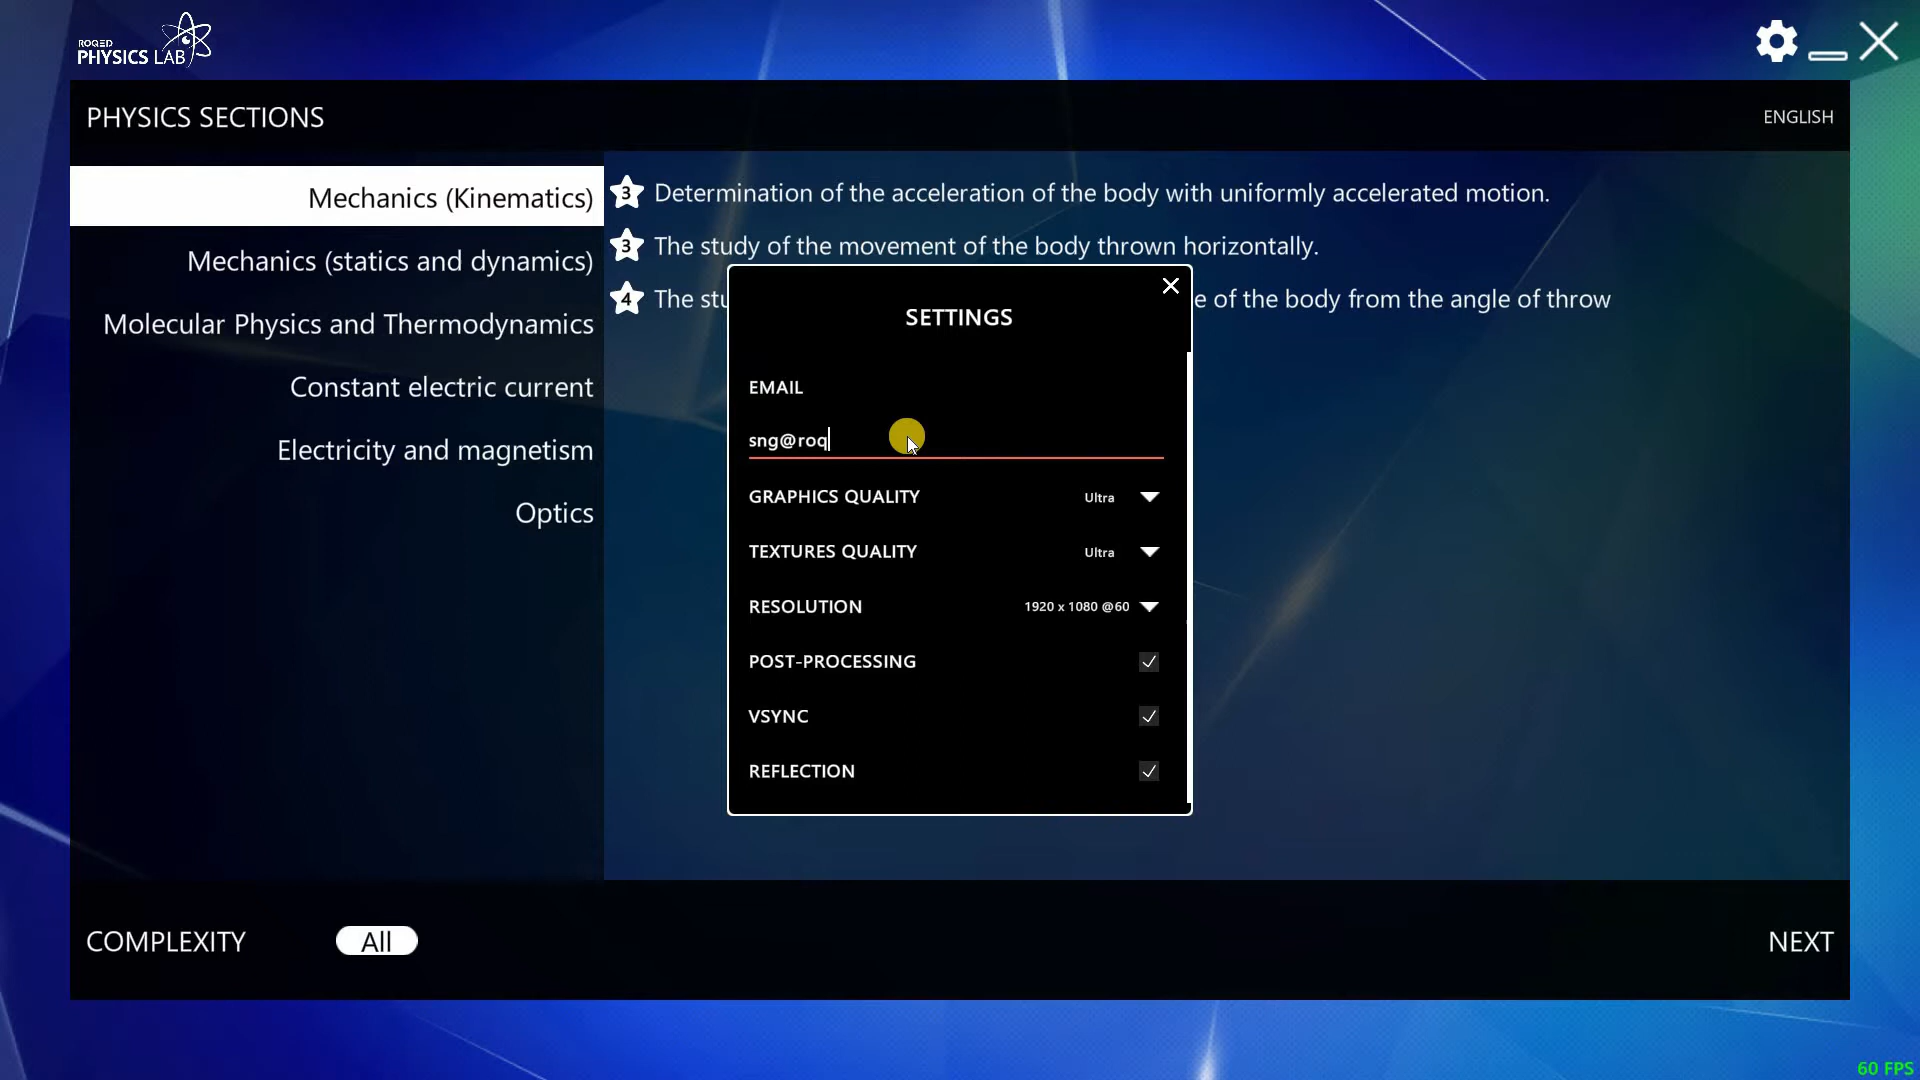 ROQED
PHYSICS LAB
PHYSICS SECTIONS
ENGLISH
Mechanics (Kinematics)
Mechanics (statics and dynamics)
Molecular Physics and Thermodynamics
Constant electric current
Electricity and magnetism
Optics
3 Determination of the acceleration of the body with uniformly accelerated motion.
3 The study of the movement of the body thrown horizontally.
4 The stu e of the body from the angle of throw
SETTINGS
EMAIL
sng@roq
GRAPHICS QUALITY Ultra
TEXTURES QUALITY Ultra
RESOLUTION 1920 x 1080 @60
POST-PROCESSING
VSYNC
REFLECTION
COMPLEXITY All
NEXT
60 FPS